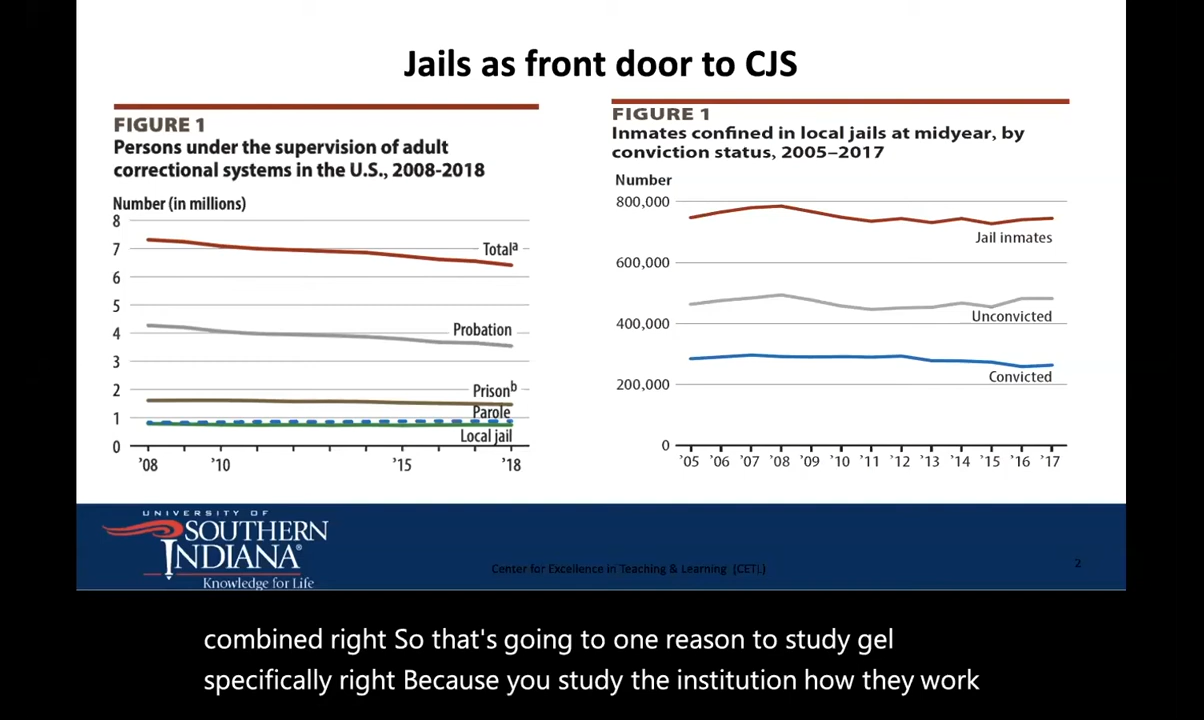 Jails as front door to CJS
FIGURE 1
Persons under the supervision of adult
correctional systems in the U.S., 2008-2018
Number (in millions)
8
7
6
5
4
3
2
1
0
Totalª
Probation
Prisonᵇ
Parole
Local jail
'08
'10
'15
'18
FIGURE 1
Inmates confined in local jails at midyear, by
conviction status, 2005–2017
Number
800,000
600,000
400,000
200,000
0
Jail inmates
Unconvicted
Convicted
'05 '06 '07 '08 '09 '10 '11 '12 '13 '14 '15 '16 '17
UNIVERSITY OF
SOUTHERN
INDIANA®
Knowledge for Life
Center for Excellence in Teaching & Learning (CETL)
2
combined right So that's going to one reason to study gel
specifically right Because you study the institution how they work